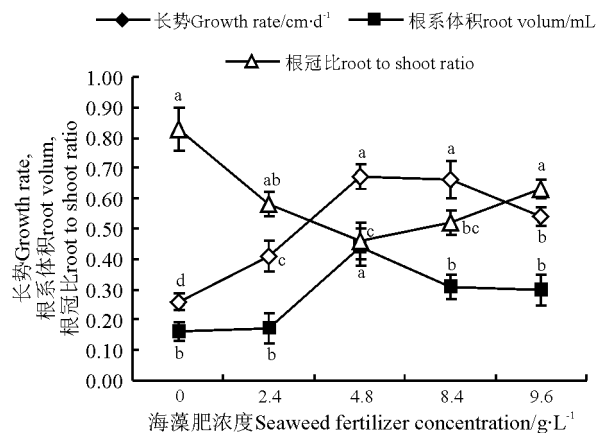 长势Growth rate/cm·d-1
根系体积root volum/mL
根冠比root to shoot ratio
长势Growth rate,
根系体积root volum,
根冠比root to shoot ratio
1.00
0.90
0.80
0.70
0.60
0.50
0.40
0.30
0.20
0.10
0.00
a
ab
a
a
a
d
c
c
bc
b
a
b
b
b
b
0
2.4
4.8
8.4
9.6
海藻肥浓度Seaweed fertilizer concentration/g·L-1